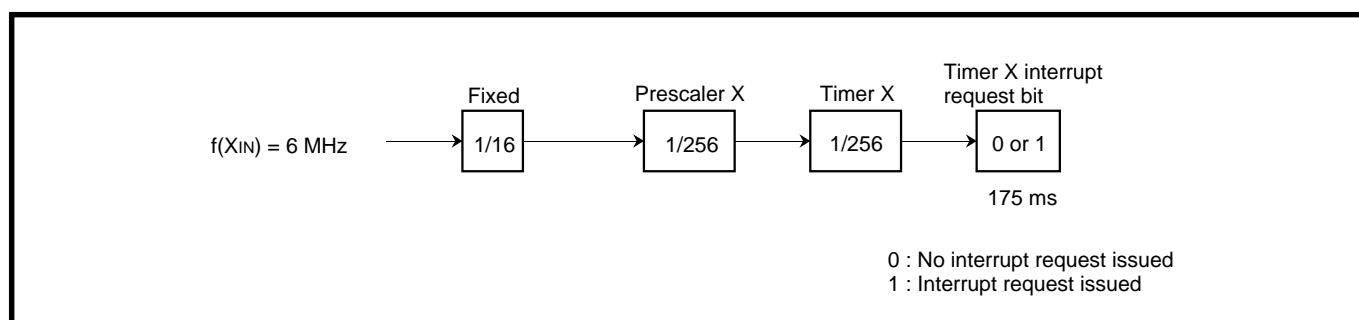 Fixed
Prescaler X
Timer X
Timer X interrupt
request bit
f(XIN) = 6 MHz
1/16
1/256
1/256
0 or 1
175 ms
0 : No interrupt request issued
1 : Interrupt request issued